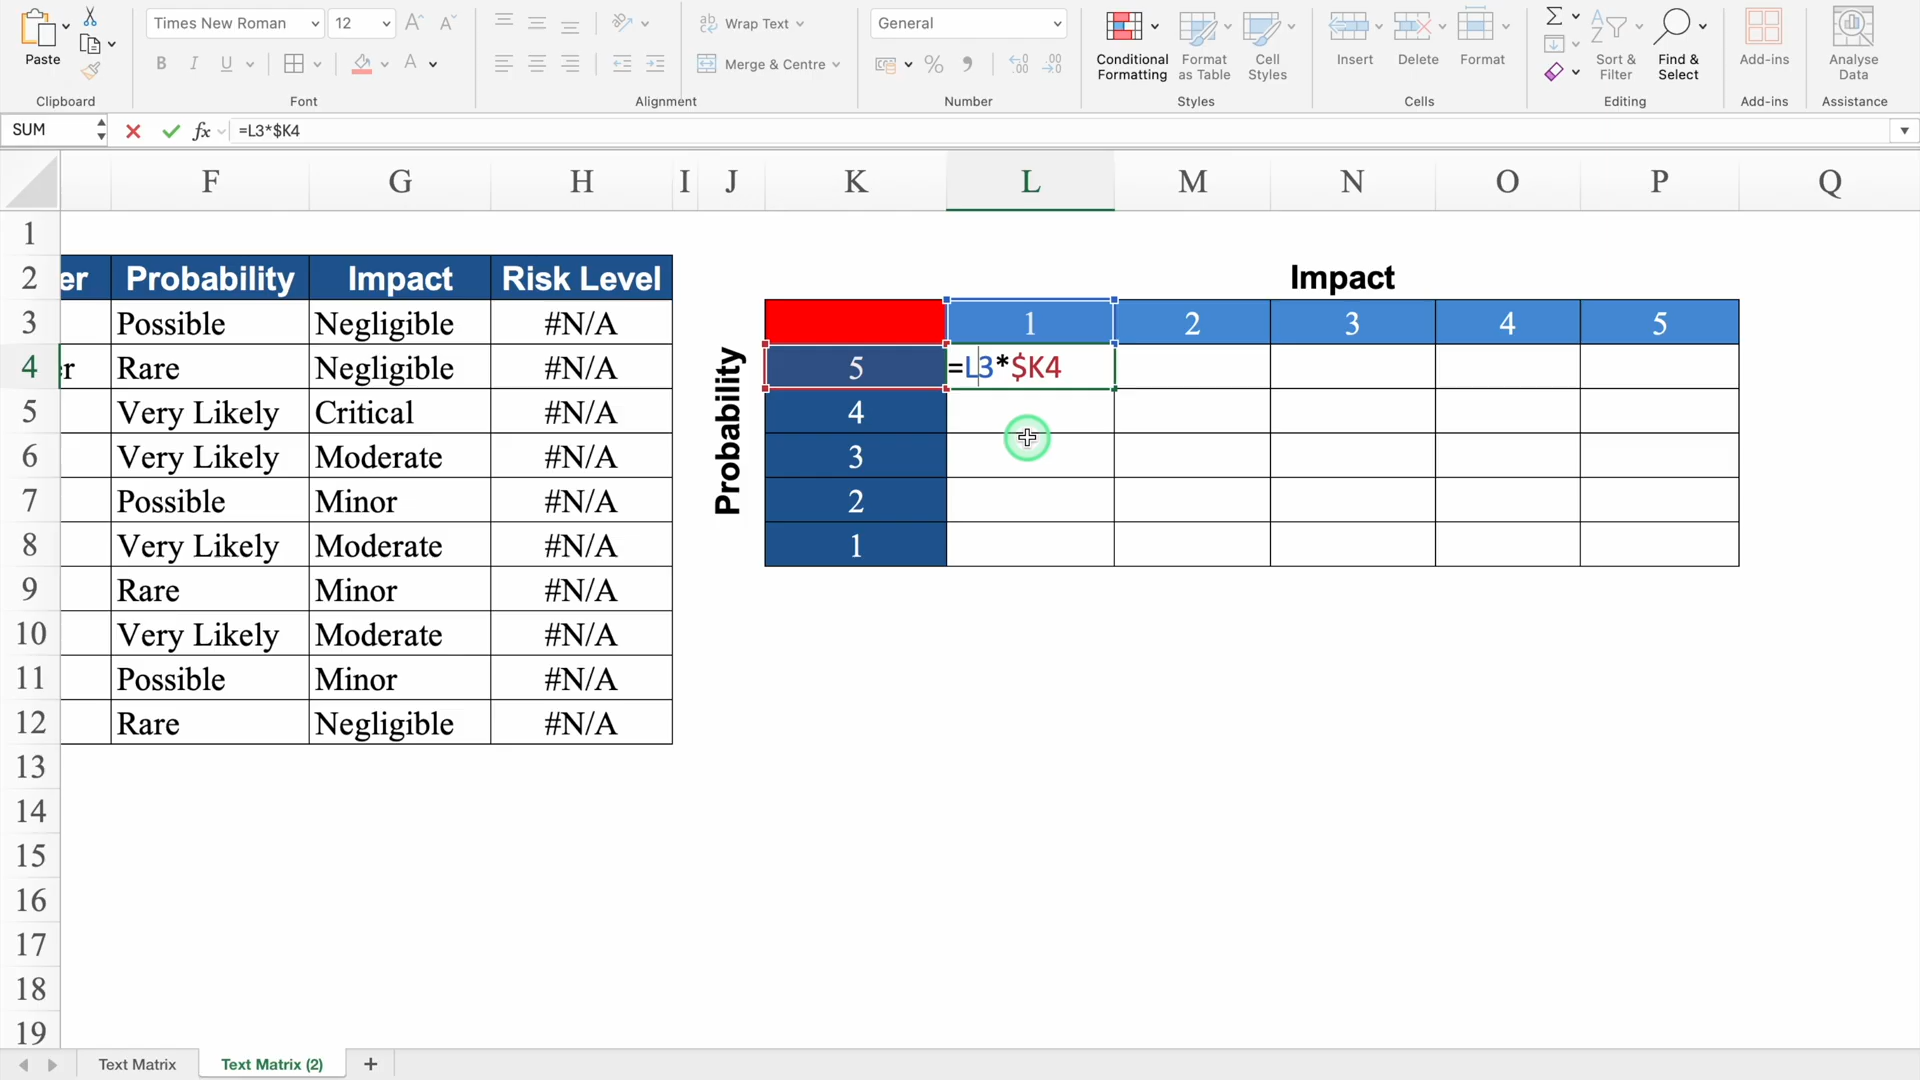 Times New Roman
12
Wrap Text
General
Paste
B I U
A
Merge & Centre
Conditional Formatting
Format as Table
Cell Styles
Insert
Delete
Format
Sort & Filter
Find & Select
Add-ins
Analyse Data
Clipboard
Font
Alignment
Number
Styles
Cells
Editing
Add-ins
Assistance
SUM
fx
=L3*$K4
F G H I J K L M N O P Q
1
2 er Probability Impact Risk Level Impact
3 Possible Negligible #N/A 1 2 3 4 5
4 r Rare Negligible #N/A 5 =L3*$K4
5 Very Likely Critical #N/A 4
6 Very Likely Moderate #N/A 3
7 Possible Minor #N/A 2
8 Very Likely Moderate #N/A 1
Probability
9 Rare Minor #N/A
10 Very Likely Moderate #N/A
11 Possible Minor #N/A
12 Rare Negligible #N/A
13
14
15
16
17
18
19
Text Matrix
Text Matrix (2)